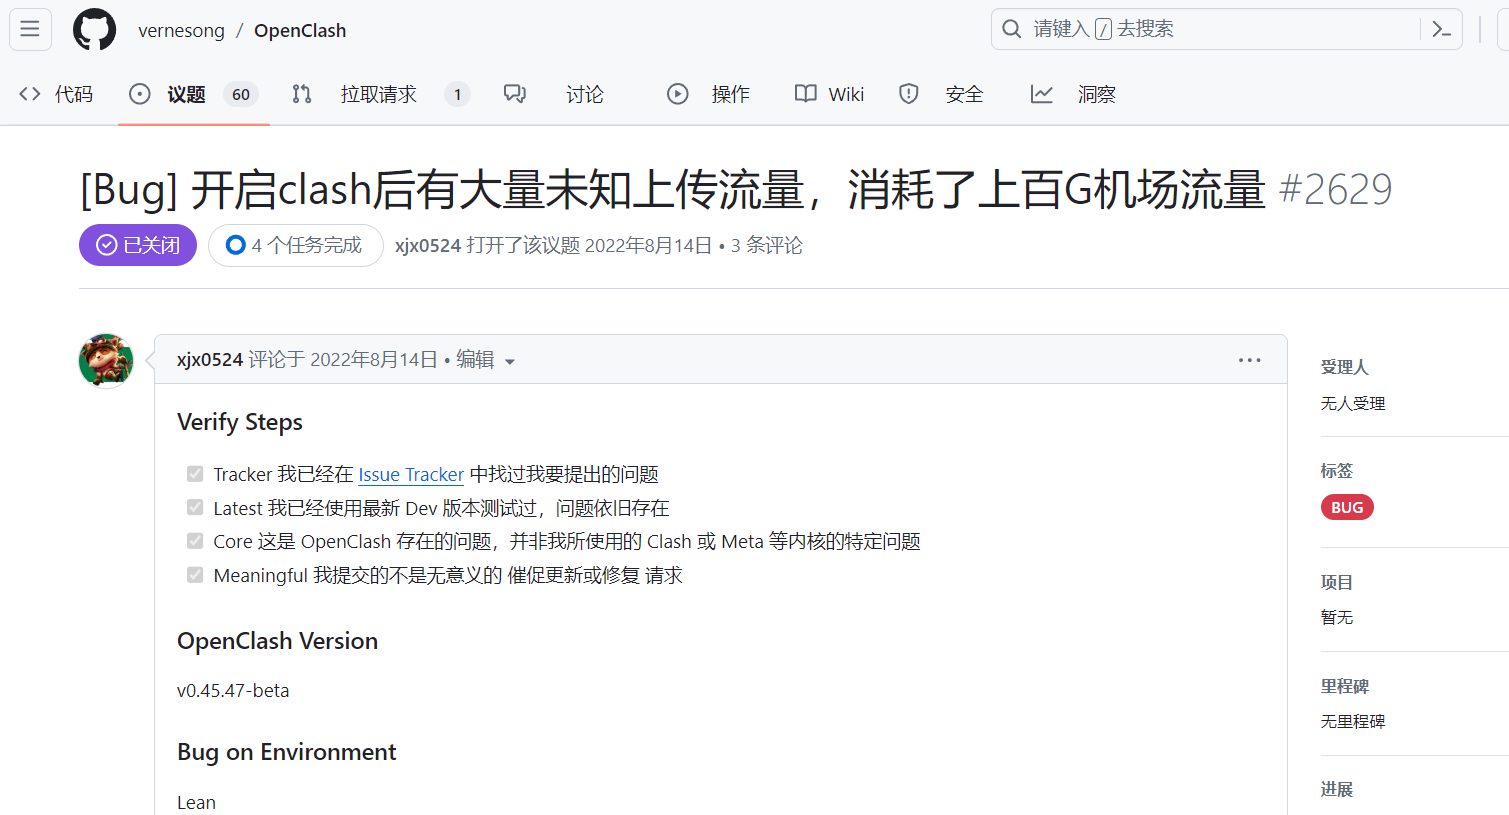 vernesong / OpenClash
请键入 / 去搜索
代码 议题 60 拉取请求 1 讨论 操作 Wiki 安全 洞察
[Bug] 开启clash后有大量未知上传流量，消耗了上百G机场流量 #2629
已关闭 4 个任务完成 xjx0524 打开了该议题 2022年8月14日 • 3 条评论
xjx0524 评论于 2022年8月14日 • 编辑
Verify Steps
Tracker 我已经在 Issue Tracker 中找过我要提出的问题
Latest 我已经使用最新 Dev 版本测试过，问题依旧存在
Core 这是 OpenClash 存在的问题，并非我所使用的 Clash 或 Meta 等内核的特定问题
Meaningful 我提交的不是无意义的 催促更新或修复 请求
OpenClash Version
v0.45.47-beta
Bug on Environment
Lean
受理人
无人受理
标签
BUG
项目
暂无
里程碑
无里程碑
进展